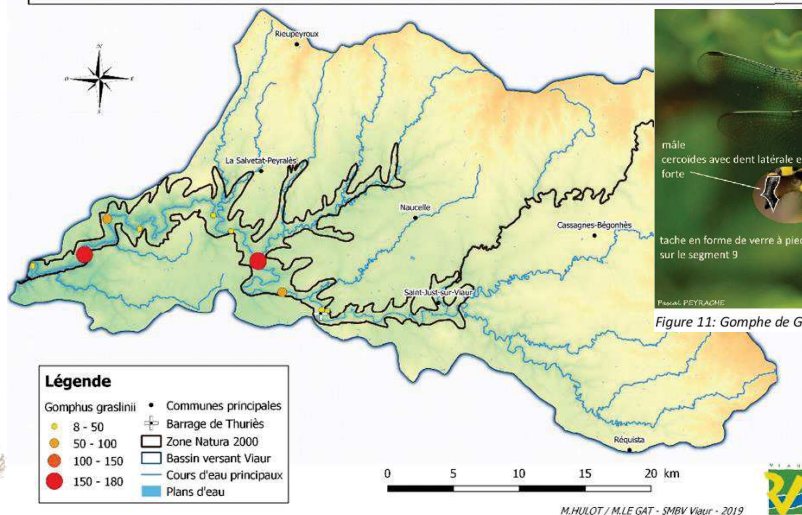 Rieupeyroux
La Salvetat-Peyralès
Naucelle
Cassagnes-Bégonhès
Saint-Just-sur-Viaur
Réquista
mâle
cercoïdes avec dent latérale
forte
tache en forme de verre à
sur le segment 9
Pascal PEYRACHE
Figure 11: Gomphe de G
Légende
Gomphus graslinii
8 - 50
50 - 100
100 - 150
150 - 180
Communes principales
Barrage de Thuriès
Zone Natura 2000
Bassin versant Viaur
Cours d'eau principaux
Plans d'eau
0 5 10 15 20 km
M.HULOT / M.LE GAT - SMBV Viaur - 2019